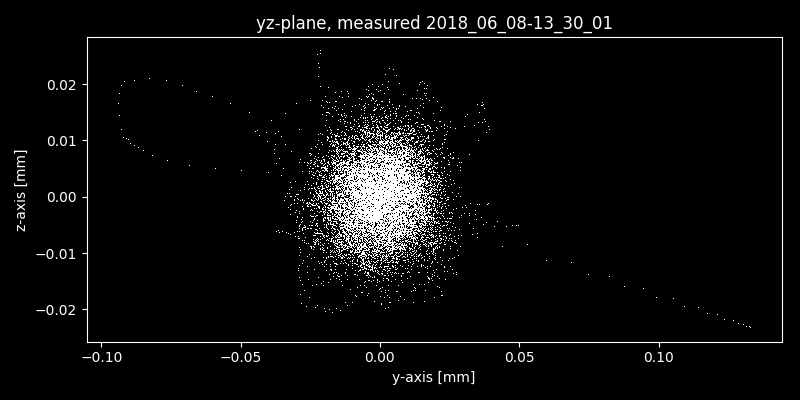 yz-plane, measured 2018_06_08-13_30_01
0.02
0.01
0.00
−0.01
−0.02
z-axis [mm]
−0.10 −0.05 0.00 0.05 0.10
y-axis [mm]